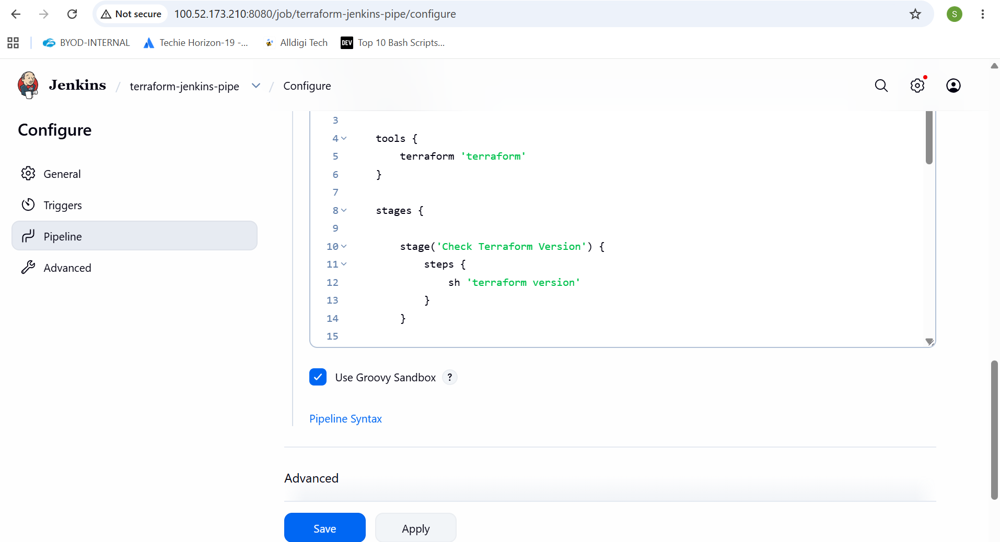 Not secure 100.52.173.210:8080/job/terraform-jenkins-pipe/configure S
BYOD-INTERNAL Techie Horizon-19 -... Alldigi Tech DEV Top 10 Bash Scripts...
Jenkins / terraform-jenkins-pipe / Configure
Configure
General
Triggers
Pipeline
Advanced
3
4 tools {
5 terraform 'terraform'
6 }
7
8 stages {
9
10 stage('Check Terraform Version') {
11 steps {
12 sh 'terraform version'
13 }
14 }
15
Use Groovy Sandbox ?
Pipeline Syntax
Advanced
Save Apply